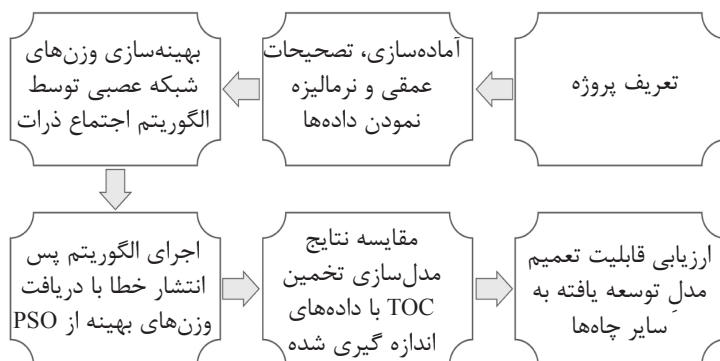 تعریف پروژه
آماده‌سازی، تصحیحات
عمقی و نرمالیزه
نمودن داده‌ها
بهینه‌سازی وزن‌های
شبکه عصبی توسط
الگوریتم اجتماع ذرات
اجرای الگوریتم پس
انتشار خطا با دریافت
وزن‌های بهینه از PSO
مقایسه نتایج
مدل‌سازی تخمین
TOC با داده‌های
اندازه گیری شده
ارزیابی قابلیت تعمیم
مدلِ توسعه یافته به
سایر چاه‌ها